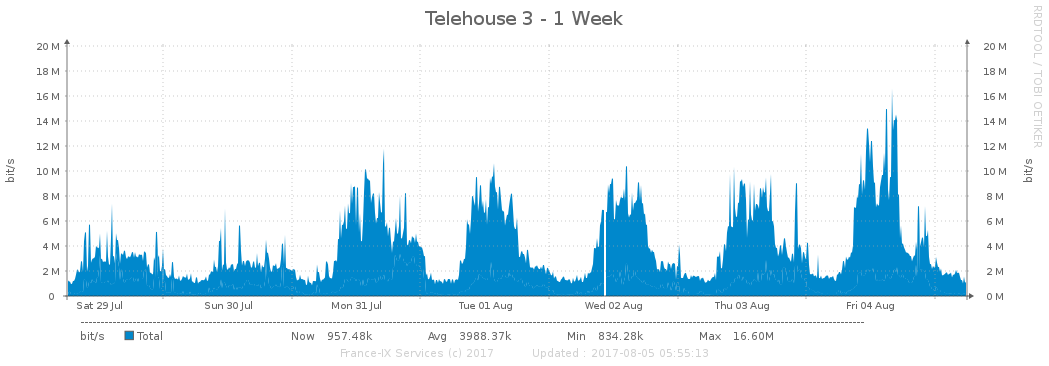 Telehouse 3 - 1 Week
RRDTOOL / TOBI OETIKER
20 M 20 M
18 M 18 M
16 M 16 M
14 M 14 M
12 M 12 M
10 M 10 M
8 M 8 M
6 M 6 M
4 M 4 M
2 M 2 M
0 0 M
bit/s bit/s
Sat 29 Jul Sun 30 Jul Mon 31 Jul Tue 01 Aug Wed 02 Aug Thu 03 Aug Fri 04 Aug
bit/s Total Now 957.48k Avg 3988.37k Min 834.28k Max 16.60M
France-IX Services (c) 2017 Updated : 2017-08-05 05:55:13